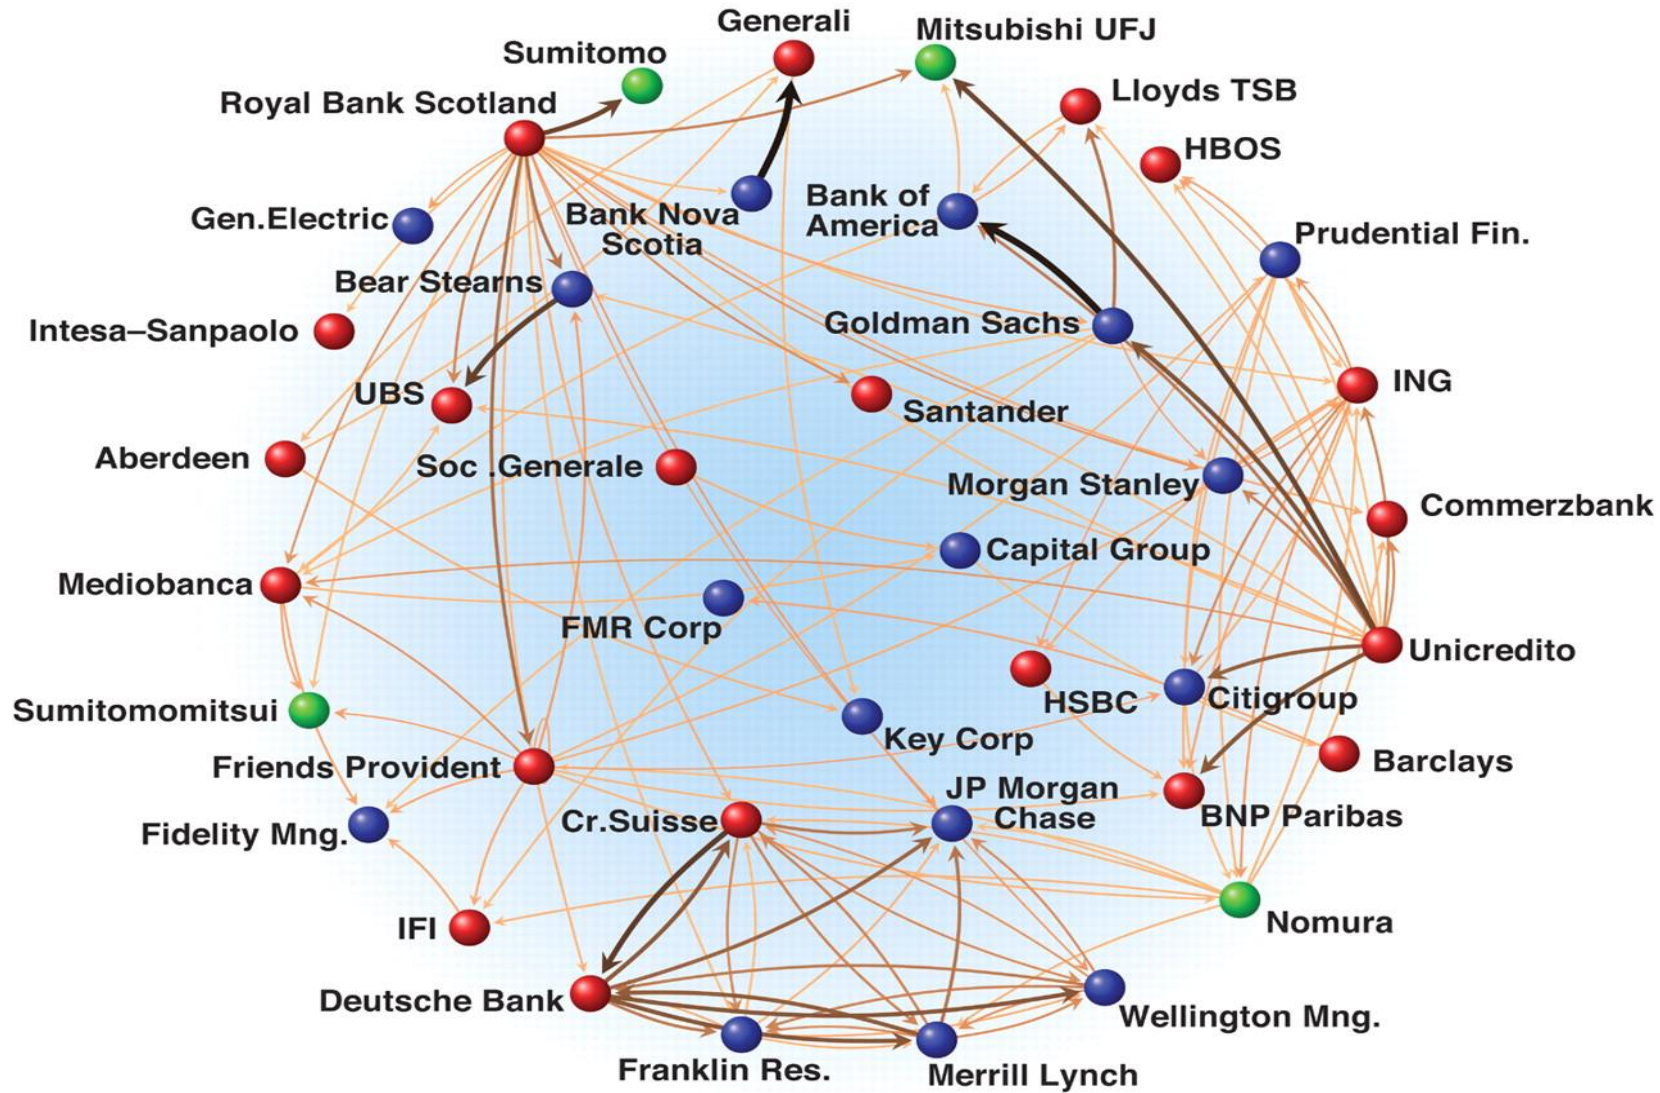 Generali
Mitsubishi UFJ
Sumitomo
Lloyds TSB
Royal Bank Scotland
HBOS
Bank of
America
Gen.Electric
Bank Nova
Scotia
Prudential Fin.
Bear Stearns
Goldman Sachs
Intesa–Sanpaolo
ING
UBS
Santander
Aberdeen
Soc .Generale
Morgan Stanley
Commerzbank
Capital Group
Mediobanca
FMR Corp
Unicredito
HSBC
Citigroup
Sumitomomitsui
Key Corp
Friends Provident
Barclays
JP Morgan
Chase
BNP Paribas
Cr.Suisse
Fidelity Mng.
IFI
Nomura
Deutsche Bank
Wellington Mng.
Franklin Res.
Merrill Lynch